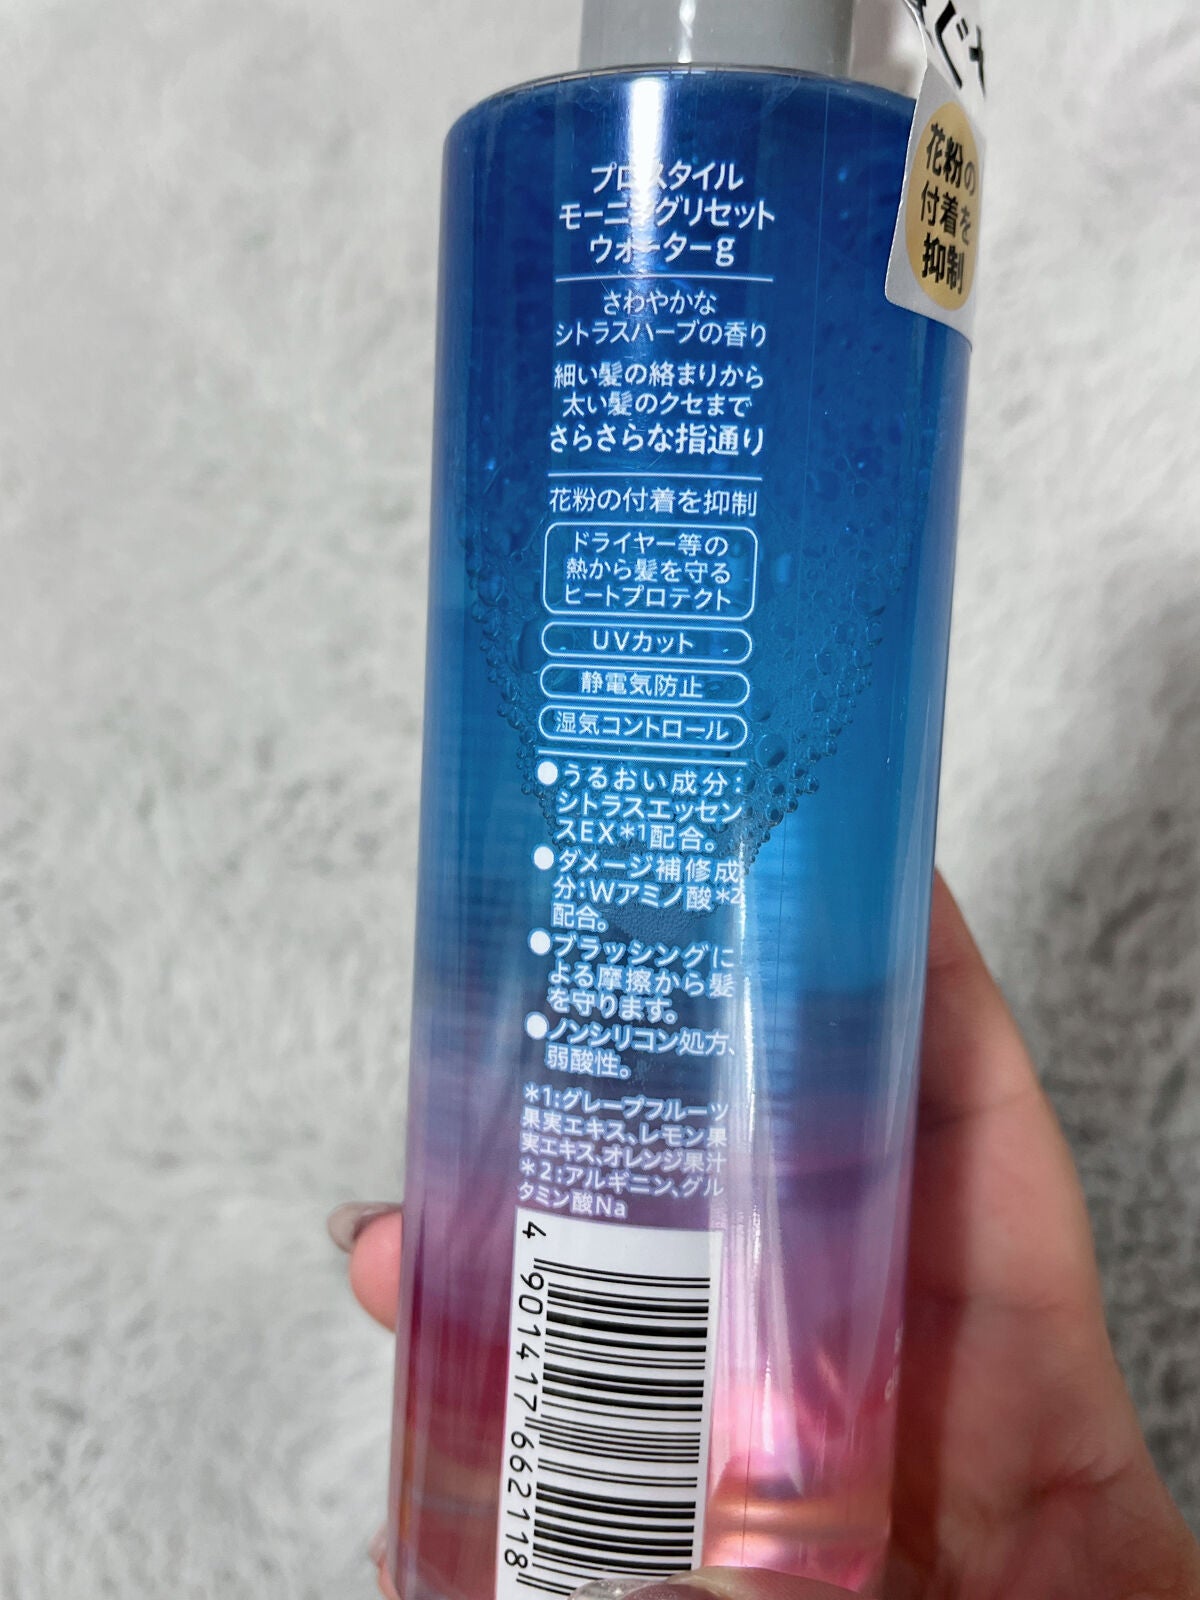 プロスタイル
モーニングリセット
ウォーターg
さわやかな
シトラスハーブの香り
細い髪の絡まりから
太い髪のクセまで
さらさらな指通り
花粉の付着を抑制
ドライヤー等の
熱から髪を守る
ヒートプロテクト
UVカット
静電気防止
湿気コントロール
●うるおい成分:
シトラスエッセン
スEX*1配合。
●ダメージ補修成
分:Wアミノ酸*2
配合。
●ブラッシングに
よる摩擦から髪
を守ります。
●ノンシリコン処方、
弱酸性。
*1:グレープフルーツ
果実エキス、レモン果
実エキス、オレンジ果汁
*2:アルギニン、グル
タミン酸Na
4 901417 662118
花粉の
付着を
抑制